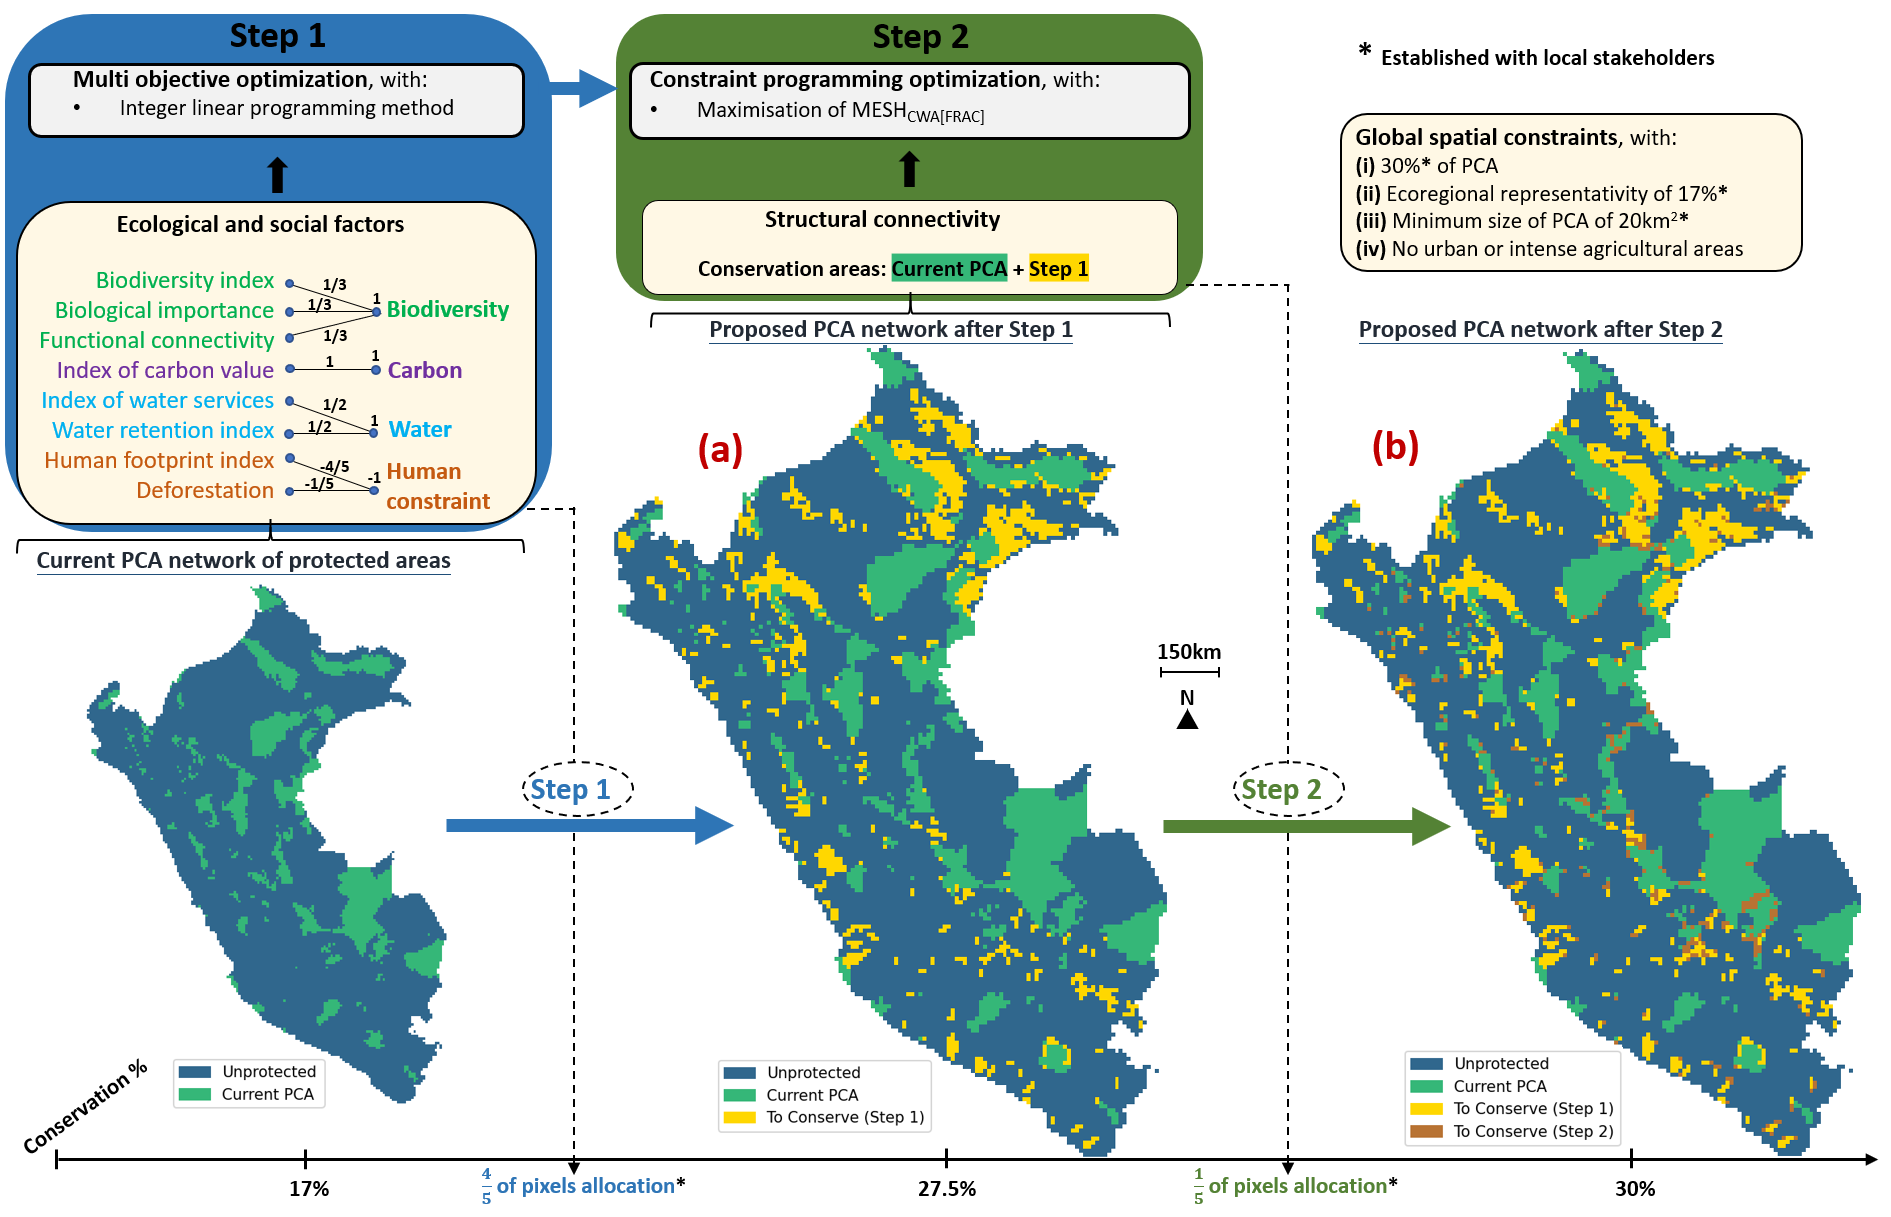 Step 1
Multi objective optimization, with:
• Integer linear programming method
Ecological and social factors
Biodiversity index
Biological importance
Functional connectivity
Index of carbon value
Index of water services
Water retention index
Human footprint index
Deforestation
1/3
1/3
1/3
1
1/2
1/2
-4/5
-1/5
1
1
1
-1
Biodiversity
Carbon
Water
Human
constraint
Current PCA network of protected areas
Step 2
Constraint programming optimization, with:
• Maximisation of MESHCWA[FRAC]
Structural connectivity
Conservation areas: Current PCA + Step 1
Proposed PCA network after Step 1
* Established with local stakeholders
Global spatial constraints, with:
(i) 30%* of PCA
(ii) Ecoregional representativity of 17%*
(iii) Minimum size of PCA of 20km²*
(iv) No urban or intense agricultural areas
Proposed PCA network after Step 2
(a)
(b)
150km
N
Step 1
Step 2
Unprotected
Current PCA
Unprotected
Current PCA
To Conserve (Step 1)
Unprotected
Current PCA
To Conserve (Step 1)
To Conserve (Step 2)
Conservation %
17%
4/5 of pixels allocation*
27.5%
1/5 of pixels allocation*
30%